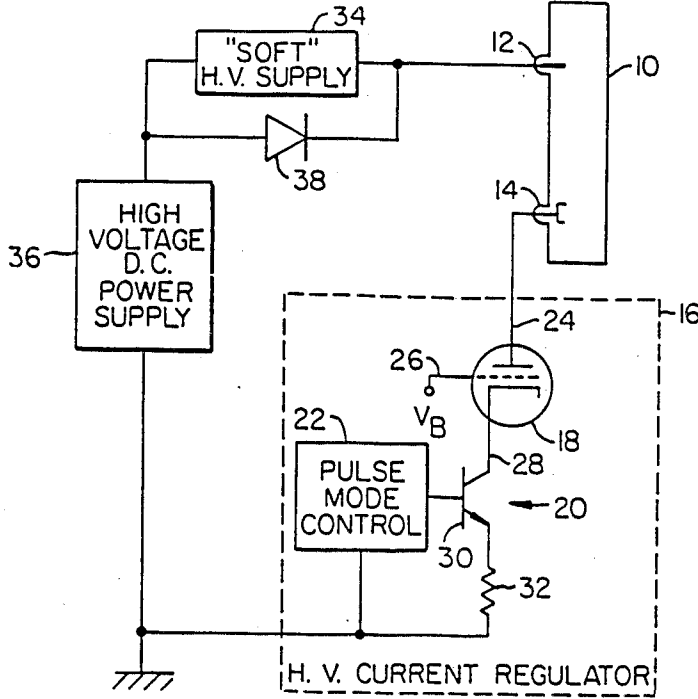 34
"SOFT"
H.V. SUPPLY
12
10
38
14
36
HIGH
VOLTAGE
D.C.
POWER
SUPPLY
16
24
26
V_B
18
22
28
PULSE
MODE
CONTROL
20
30
32
H. V. CURRENT REGULATOR